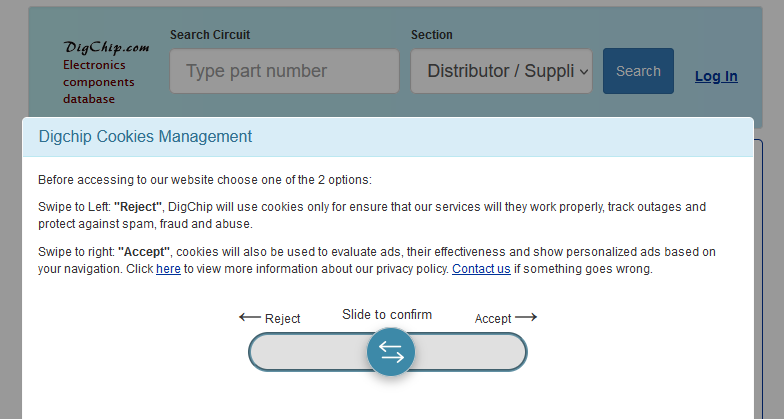 DigChip.com
Electronics
components
database
Search Circuit
Type part number
Section
Distributor / Suppli
Search
Log In
Digchip Cookies Management
Before accessing to our website choose one of the 2 options:
Swipe to Left: "Reject", DigChip will use cookies only for ensure that our services will they work properly, track outages and
protect against spam, fraud and abuse.
Swipe to right: "Accept", cookies will also be used to evaluate ads, their effectiveness and show personalized ads based on
your navigation. Click here to view more information about our privacy policy. Contact us if something goes wrong.
Reject
Slide to confirm
Accept